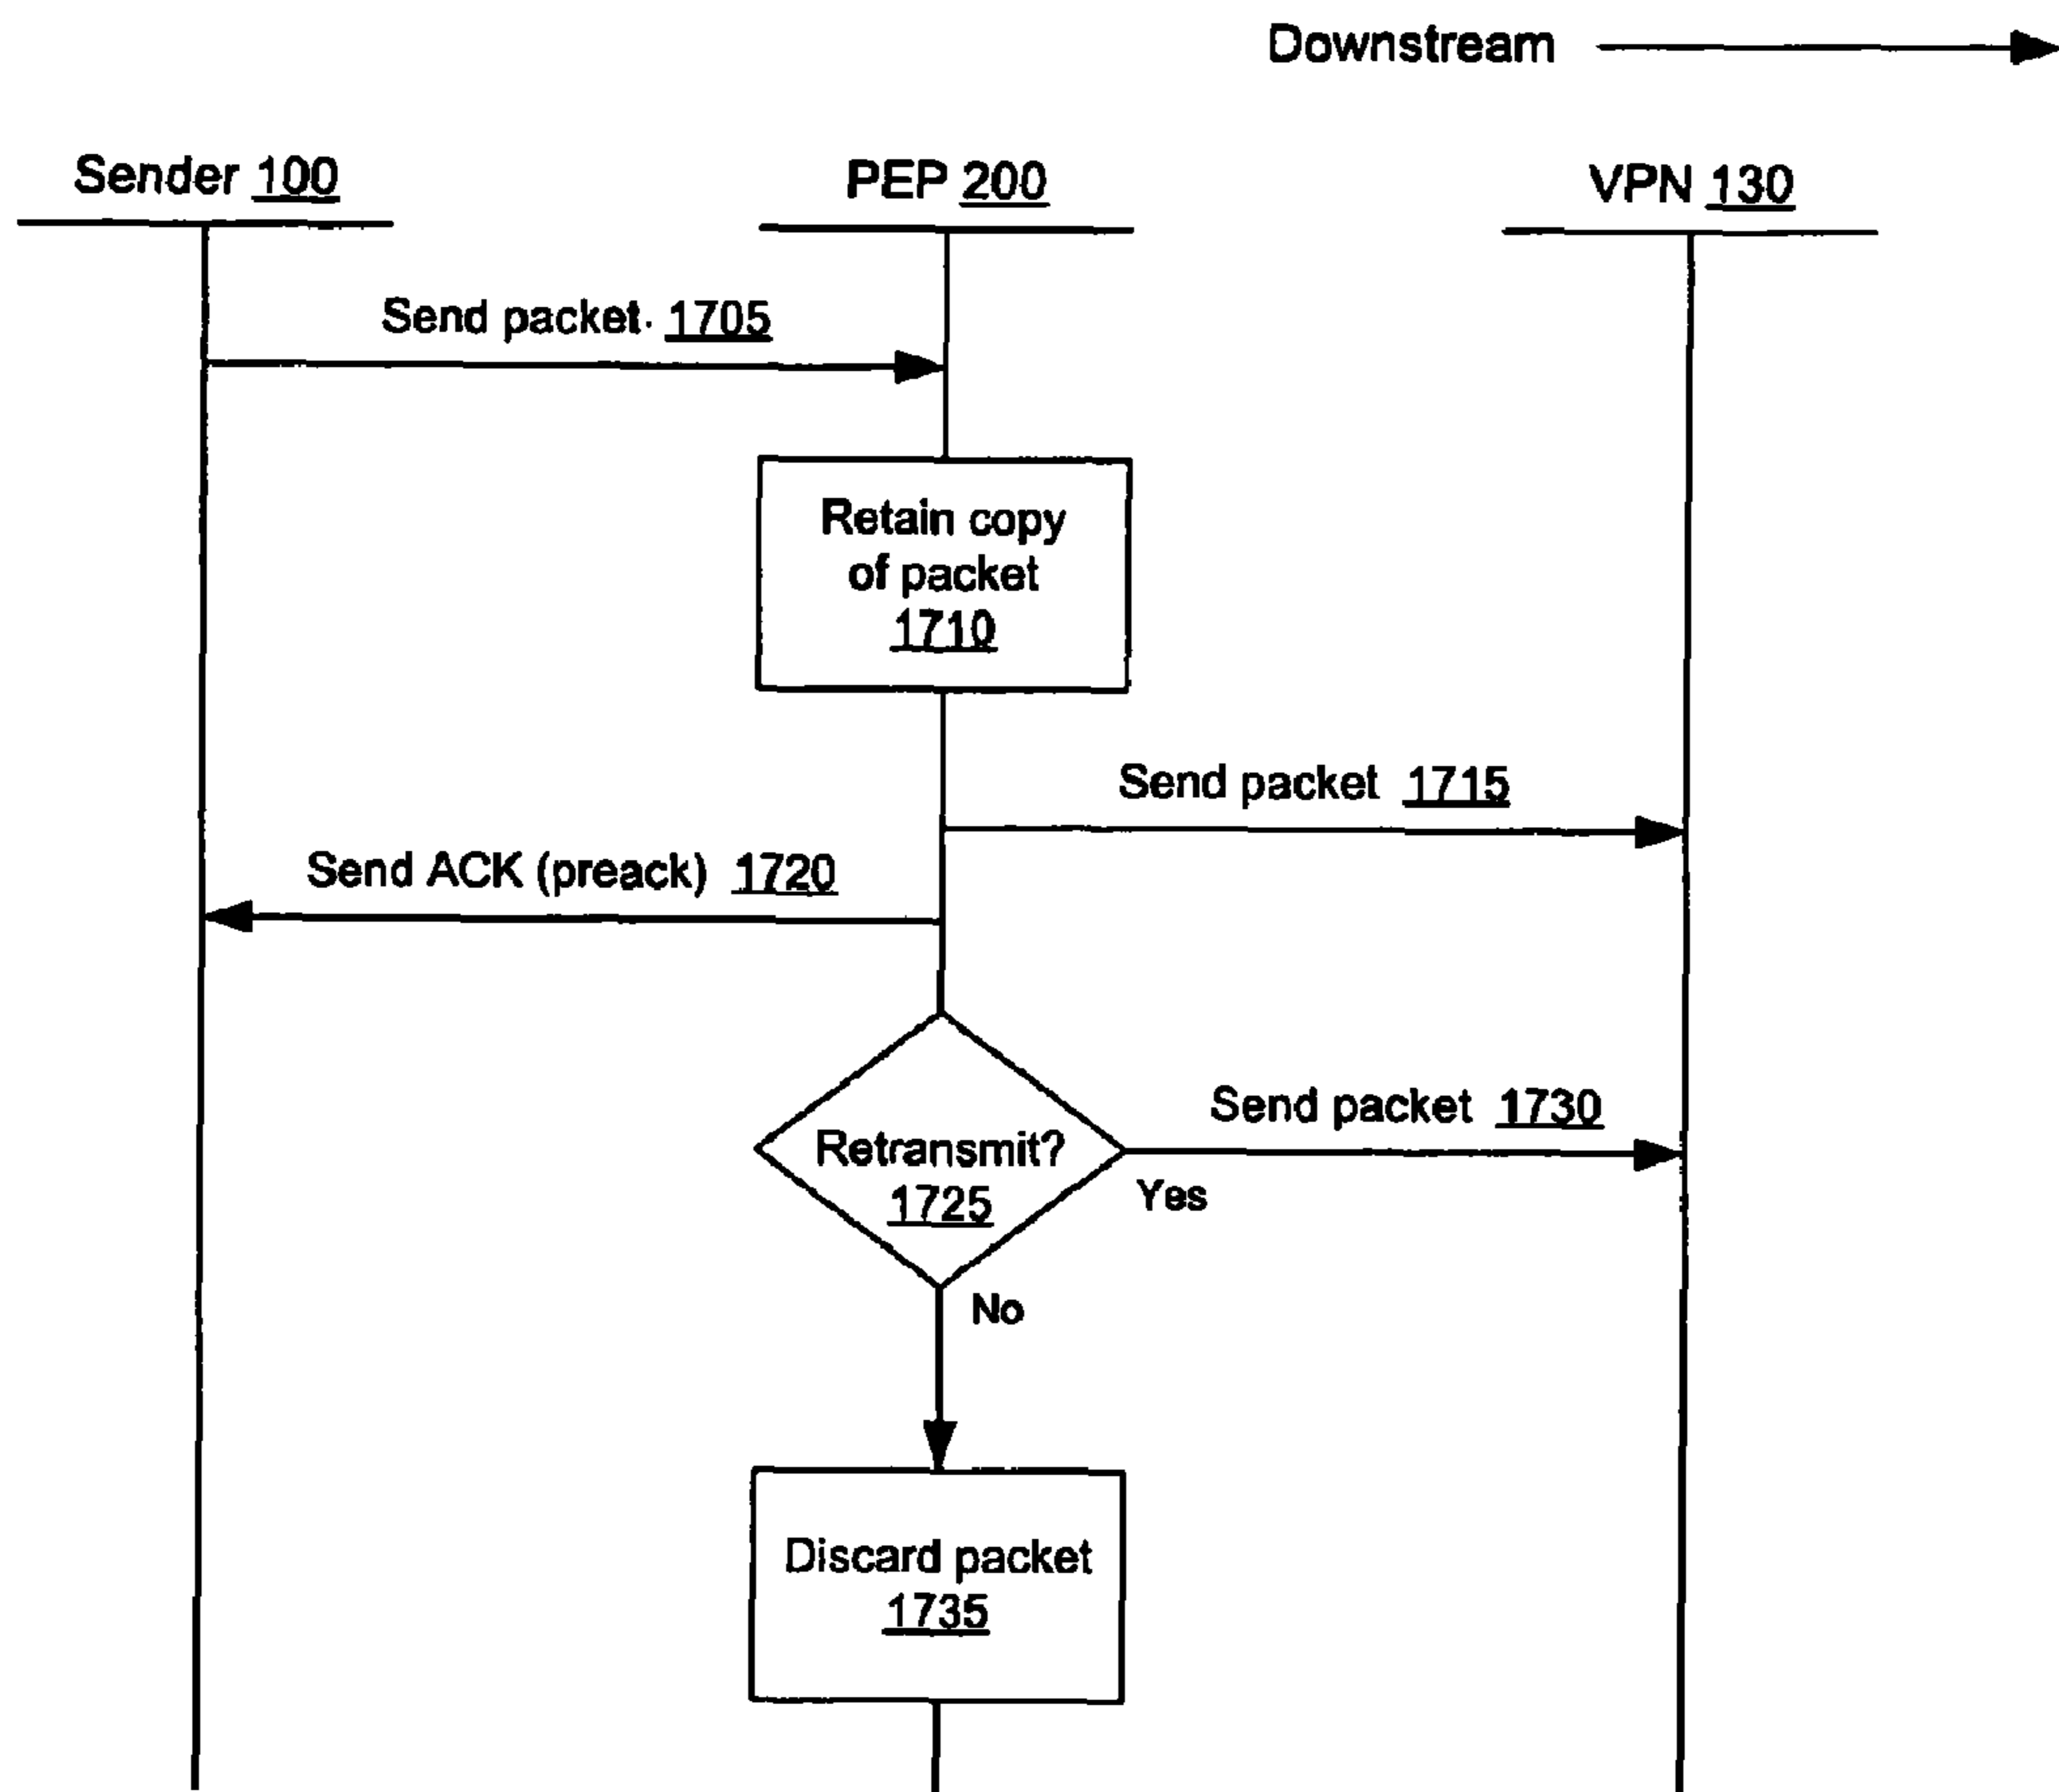 Downstream
Sender 100
PEP 200
VPN 130
Send packet 1705
Retain copy
of packet
1710
Send packet 1715
Send ACK (preack) 1720
Send packet 1730
Retransmit?
1725
Yes
No
Discard packet
1735